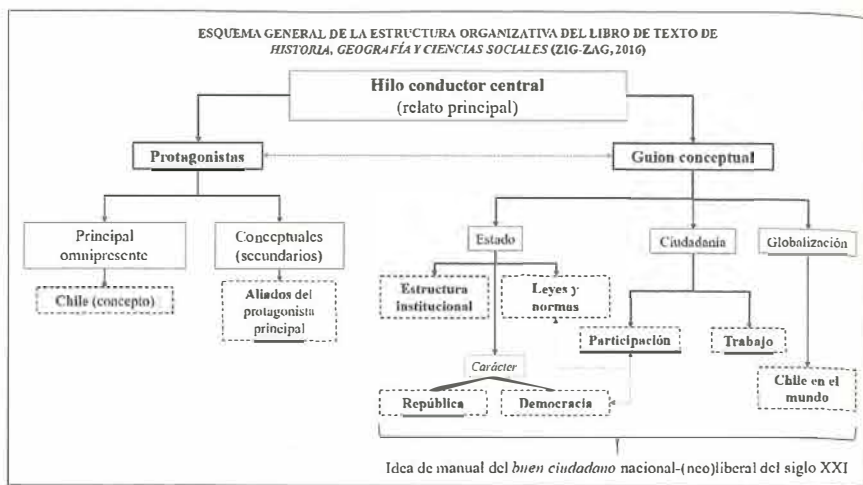 ESQUEMA GENERAL DE LA ESTRUCTURA ORGANIZATIVA DEL LIBRO DE TEXTO DE
HISTORIA, GEOGRAFÍA Y CIENCIAS SOCIALES (ZIG-ZAG, 2016)
Hilo conductor central
(relato principal)
Protagonistas
Guion conceptual
Principal
omnipresente
Conceptuales
(secundarios)
Estado
Ciudadanía
Globalización
Chile (concepto)
Aliados del
protagonista
principal
Estructura
institucional
Leyes y
normas
Participación
Trabajo
Carácter
República
Democracia
Chile en el
mundo
Idea de manual del buen ciudadano nacional-(neo)liberal del siglo XXI